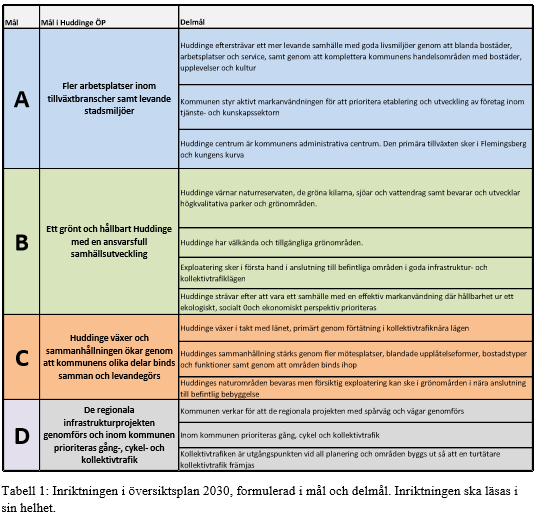 Mål Mål i Huddinge ÖP Delmål
A
Fler arbetsplatser inom
tillväxtbranscher samt levande
stadsmiljöer
Huddinge eftersträvar ett mer levande samhälle med goda livsmiljöer genom att blanda bostäder,
arbetsplatser och service, samt genom att komplettera kommunens handelsområden med bostäder,
upplevelser och kultur
Kommunen styr aktivt markanvändningen för att prioritera etablering och utveckling av företag inom
tjänste- och kunskapssektorn
Huddinge centrum är kommunens administrativa centrum. Den primära tillväxten sker i Flemingsberg
och kungens kurva
B
Ett grönt och hållbart Huddinge
med en ansvarsfull
samhällsutveckling
Huddinge värnar naturreservaten, de gröna kilarna, sjöar och vattendrag samt bevarar och utvecklar
högkvalitativa parker och grönområden.
Huddinge har välkända och tillgängliga grönområden.
Exploatering sker i första hand i anslutning till befintliga områden i goda infrastruktur- och
kollektivtrafiklägen
Huddinge strävar efter att vara ett samhälle med en effektiv markanvändning där hållbarhet ur ett
ekologiskt, socialt 0och ekonomiskt perspektiv prioriteras
C
Huddinge växer och
sammanhållningen ökar genom
att kommunens olika delar binds
samman och levandegörs
Huddinge växer i takt med länet, primärt genom förtätning i kollektivtrafiknära lägen
Huddinges sammanhållning stärks genom fler mötesplatser, blandade upplåtelseformer, bostadstyper
och funktioner samt genom att områden binds ihop
Huddinges naturområden bevaras men försiktig exploatering kan ske i grönomården i nära anslutning
till befintlig bebyggelse
D
De regionala
infrastrukturprojekten
genomförs och inom kommunen
prioriteras gång-, cykel- och
kollektivtrafik
Kommunen verkar för att de regionala projekten med spårväg och vägar genomförs
Inom kommunen prioriteras gång, cykel och kollektivtrafik
Kollektivtrafiken är utgångspunkten vid all planering och områden byggs ut så att en turtätare
kollektivtrafik främjas
Tabell 1: Inriktningen i översiktsplan 2030, formulerad i mål och delmål. Inriktningen ska läsas i
sin helhet.